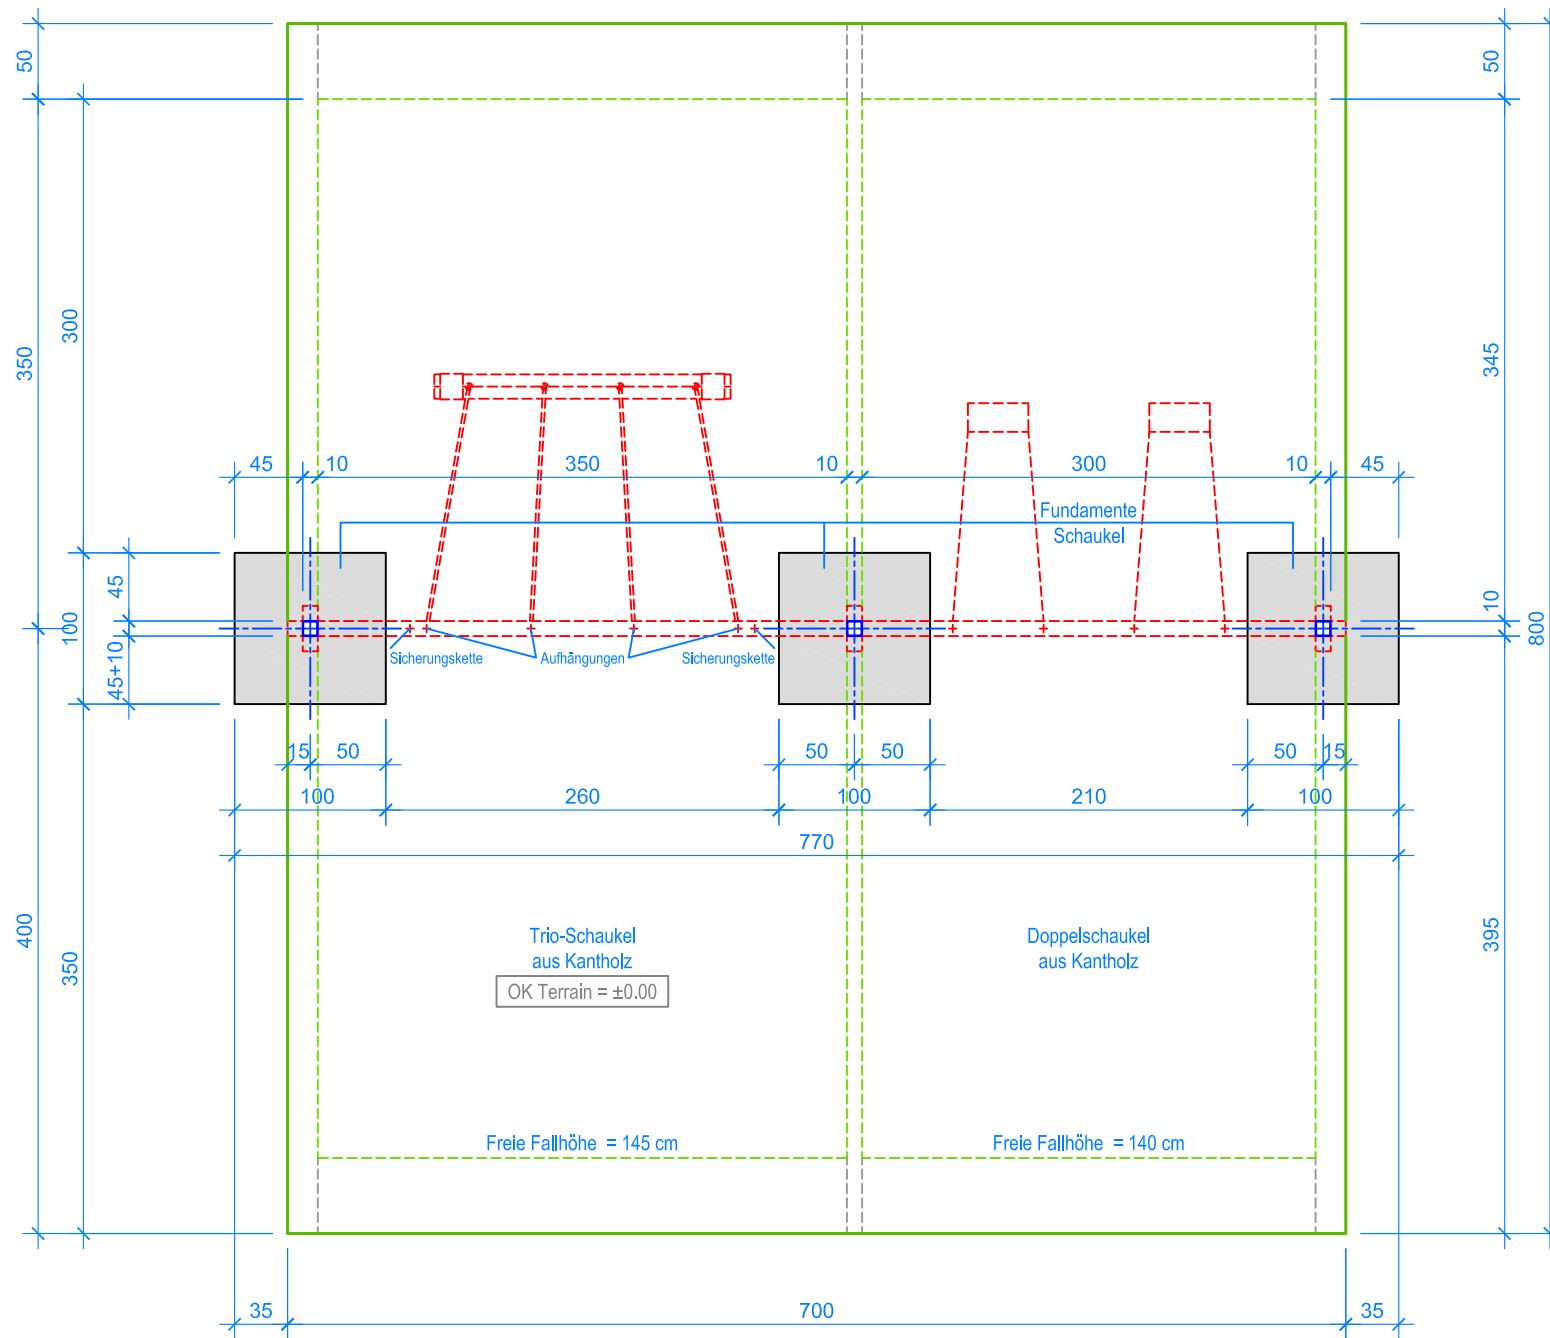 50
50
300
350
345
45
10
350
10
300
10
45
Fundamente
Schaukel
45
100
45+10
10
800
Sicherungskette
Aufhängungen
Sicherungskette
15
50
50
50
50
15
100
260
100
210
100
770
400
350
395
Trio-Schaukel
aus Kantholz
OK Terrain = ±0.00
Doppelschaukel
aus Kantholz
Freie Fallhöhe = 145 cm
Freie Fallhöhe = 140 cm
35
700
35